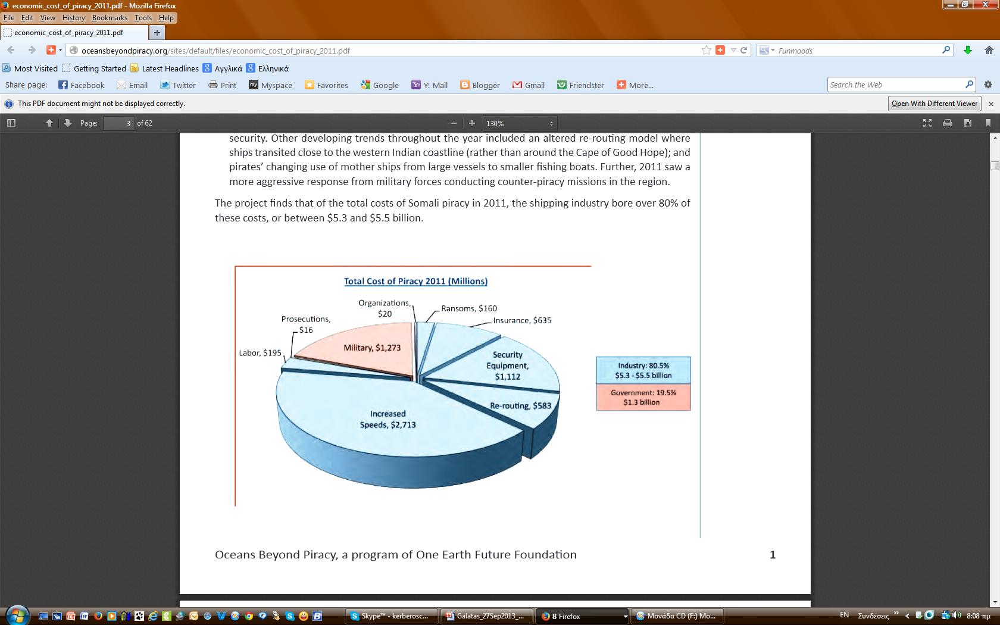 economic_cost_of_piracy_2011.pdf - Mozilla Firefox
File Edit View History Bookmarks Tools Help
economic_cost_of_piracy_2011.pdf
oceansbeyondpiracy.org/sites/default/files/economic_cost_of_piracy_2011.pdf
Funmoods
Most Visited Getting Started Latest Headlines Αγγλικά Ελληνικά
Share page: Facebook Email Twitter Print Myspace Favorites Google Y! Mail Blogger Gmail Friendster More...
Search the Web
This PDF document might not be displayed correctly.
Open With Different Viewer
Page: 3 of 62
130%
security. Other developing trends throughout the year included an altered re-routing model where
ships transited close to the western Indian coastline (rather than around the Cape of Good Hope); and
pirates’ changing use of mother ships from large vessels to smaller fishing boats. Further, 2011 saw a
more aggressive response from military forces conducting counter-piracy missions in the region.
The project finds that of the total costs of Somali piracy in 2011, the shipping industry bore over 80% of
these costs, or between $5.3 and $5.5 billion.
Total Cost of Piracy 2011 (Millions)
Organizations,
$20
Ransoms, $160
Insurance, $635
Prosecutions,
$16
Labor, $195
Military, $1,273
Security
Equipment,
$1,112
Re-routing, $583
Increased
Speeds, $2,713
Industry: 80.5%
$5.3 - $5.5 billion
Government: 19.5%
$1.3 billion
Oceans Beyond Piracy, a program of One Earth Future Foundation
1
Skype™ - kerberosc...
Galatas_27Sep2013_...
8 Firefox
Μονάδα CD (F:) Mo...
EN
Συνδέσεις
8:08 πμ